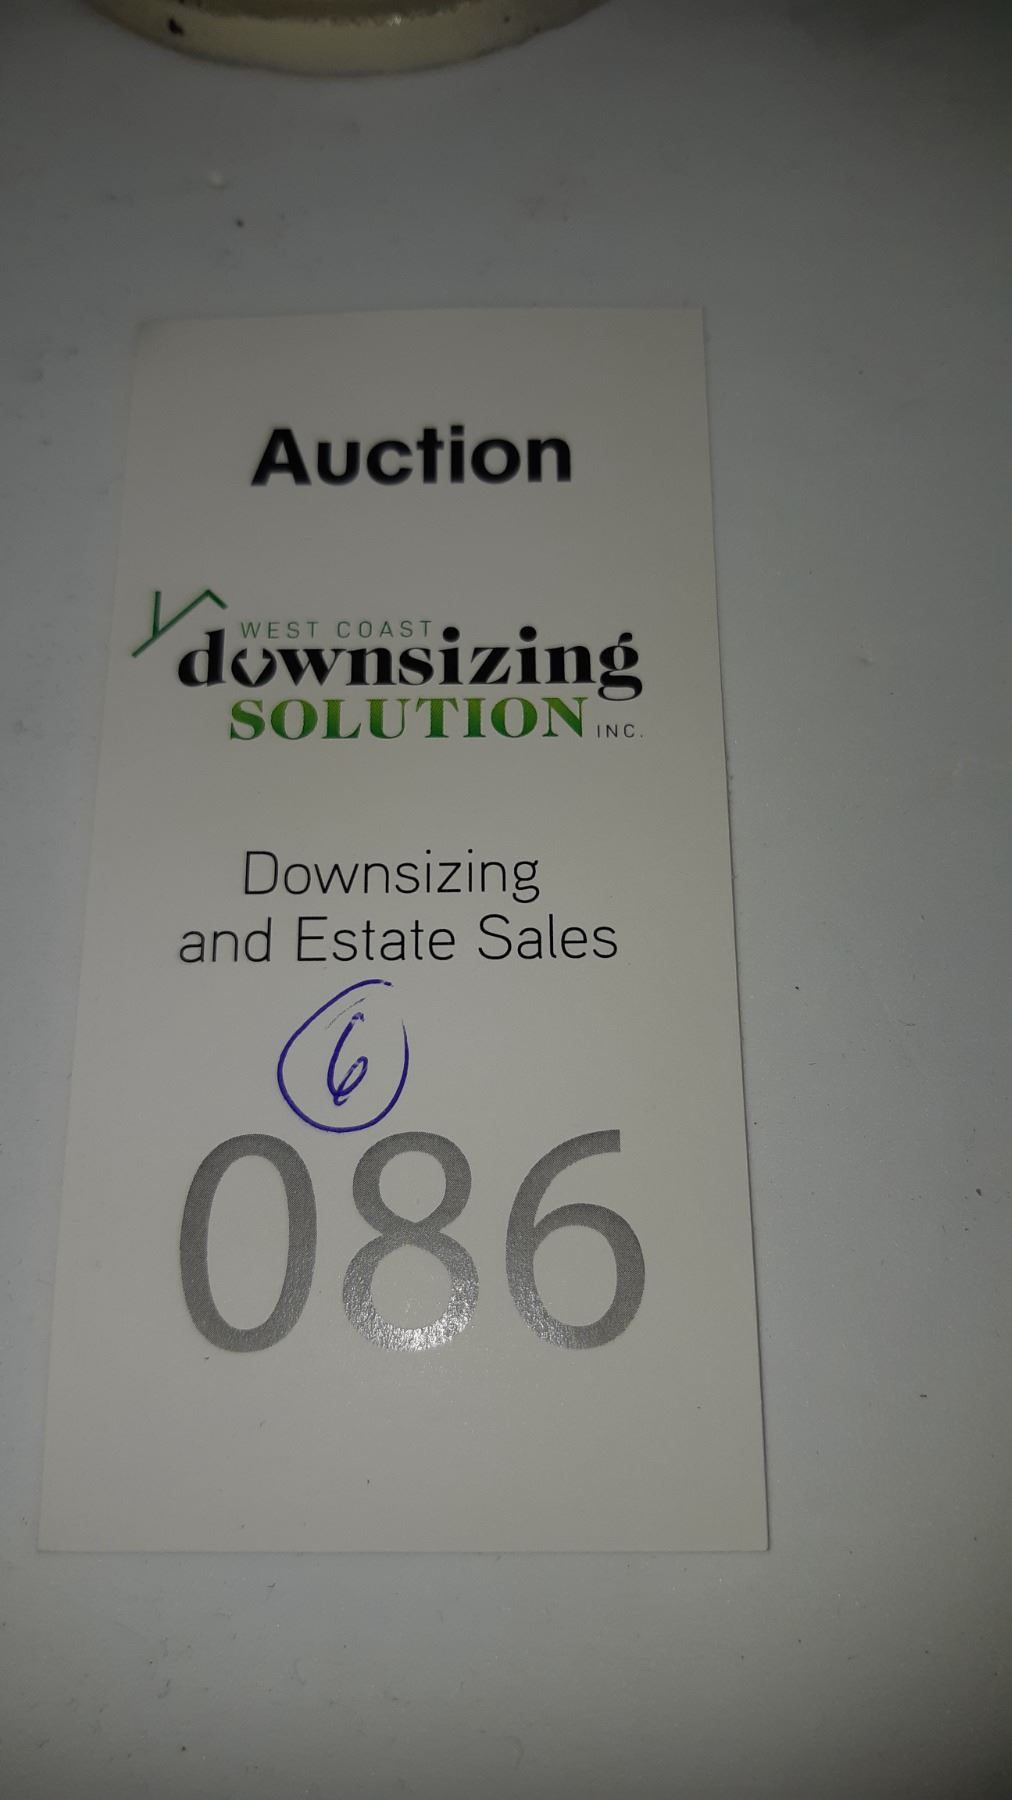 Auction
WEST COAST
downsizing
SOLUTION INC.
Downsizing
and Estate Sales
6
086